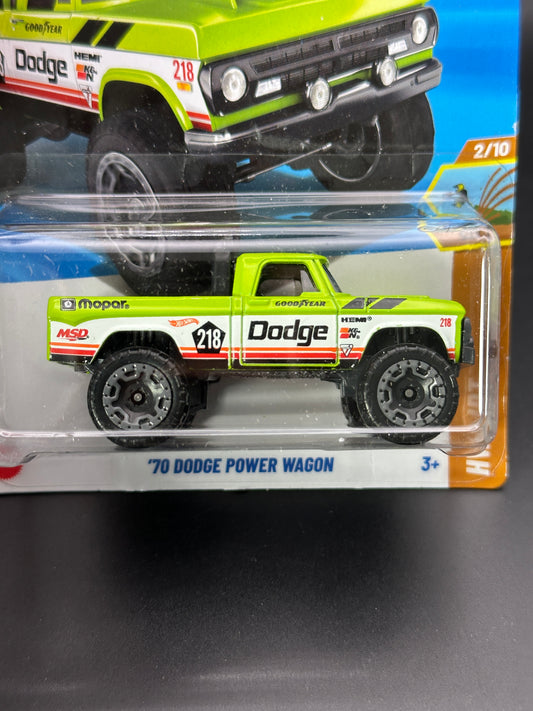 GOODYEAR
Dodge
HEMI
K&N
218
2/10
mopar
GOODYEAR
MSD
218
Dodge
HEMI
K&N
218
'70 DODGE POWER WAGON
3+